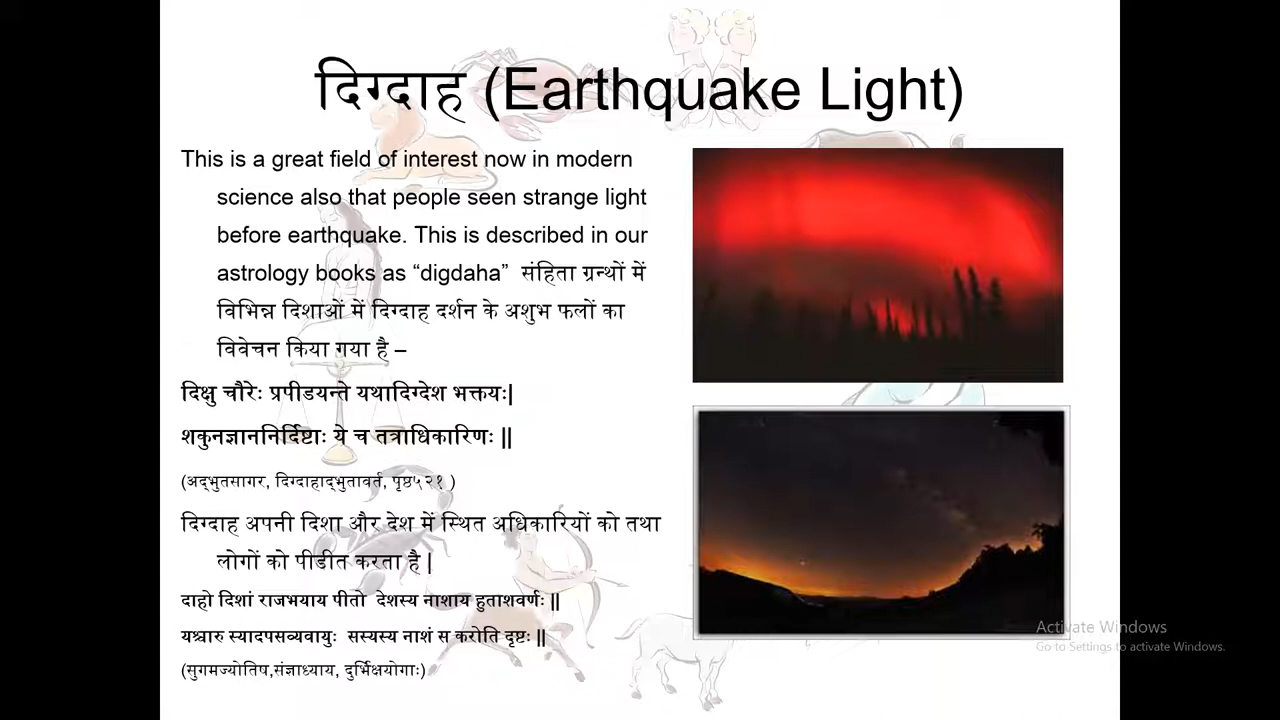 दिग्दाह (Earthquake Light)
This is a great field of interest now in modern
science also that people seen strange light
before earthquake. This is described in our
astrology books as “digdaha” संहिता ग्रन्थों में
विभिन्न दिशाओं में दिग्दाह दर्शन के अशुभ फलों का
विवेचन किया गया है –
दिक्षु चौरेः प्रपीडयन्ते यथादिग्देश भक्तयः|
शकुनज्ञाननिर्दिष्टाः ये च तत्राधिकारिणः ||
(अद्भुतसागर, दिग्दाहाद्भुतावर्त, पृष्ठ५२१ )
दिग्दाह अपनी दिशा और देश में स्थित अधिकारियों को तथा
लोगों को पीडीत करता है |
दाहो दिशां राजभयाय पीतो देशस्य नाशाय हुताशवर्णः ||
यश्चारु स्यादपसव्यवायुः सस्यस्य नाशं स करोति दृष्टः ||
(सुगमज्योतिष,संज्ञाध्याय, दुर्भिक्षयोगाः)
Activate Windows
Go to Settings to activate Windows.